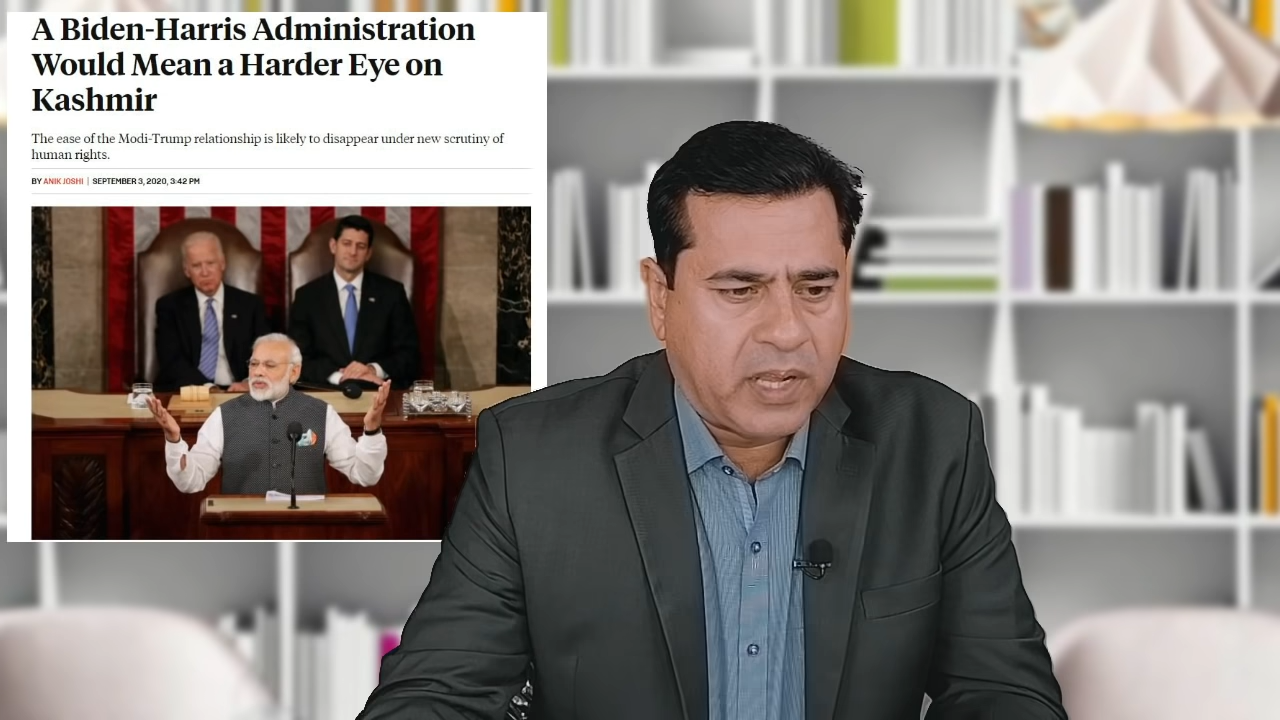 A Biden-Harris Administration
Would Mean a Harder Eye on
Kashmir
The ease of the Modi-Trump relationship is likely to disappear under new scrutiny of
human rights.
BY ANIK JOSHI | SEPTEMBER 3, 2020, 3:42 PM